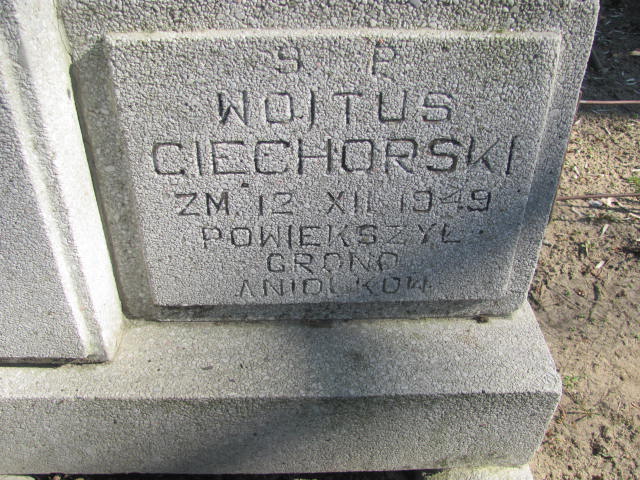 Ś P
WOJTUŚ
CIECHORSKI
ZM. 12 XII 1949
POWIĘKSZYŁ
GRONO
ANIOŁKÓW